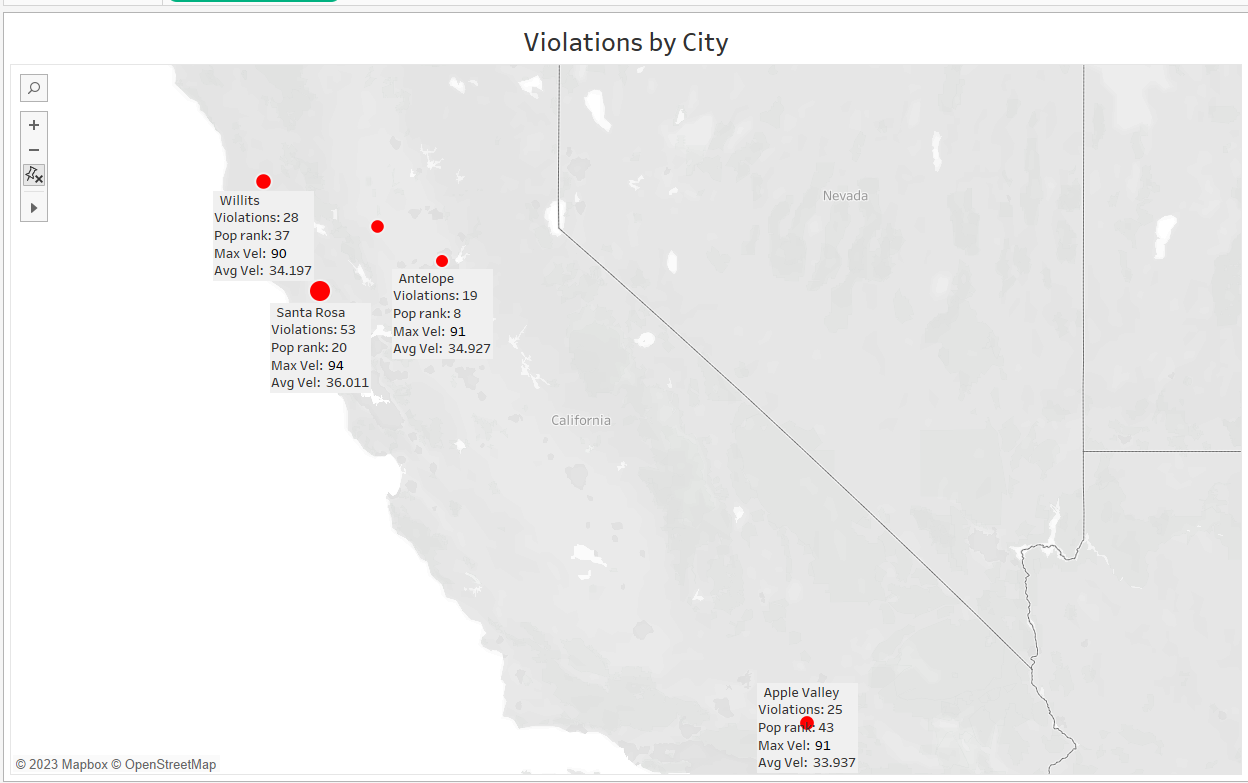 Violations by City
Nevada
Willits
Violations: 28
Pop rank: 37
Max Vel: 90
Avg Vel: 34.197
Antelope
Violations: 19
Pop rank: 8
Max Vel: 91
Avg Vel: 34.927
Santa Rosa
Violations: 53
Pop rank: 20
Max Vel: 94
Avg Vel: 36.011
California
Apple Valley
Violations: 25
Pop rank: 43
Max Vel: 91
Avg Vel: 33.937
© 2023 Mapbox © OpenStreetMap